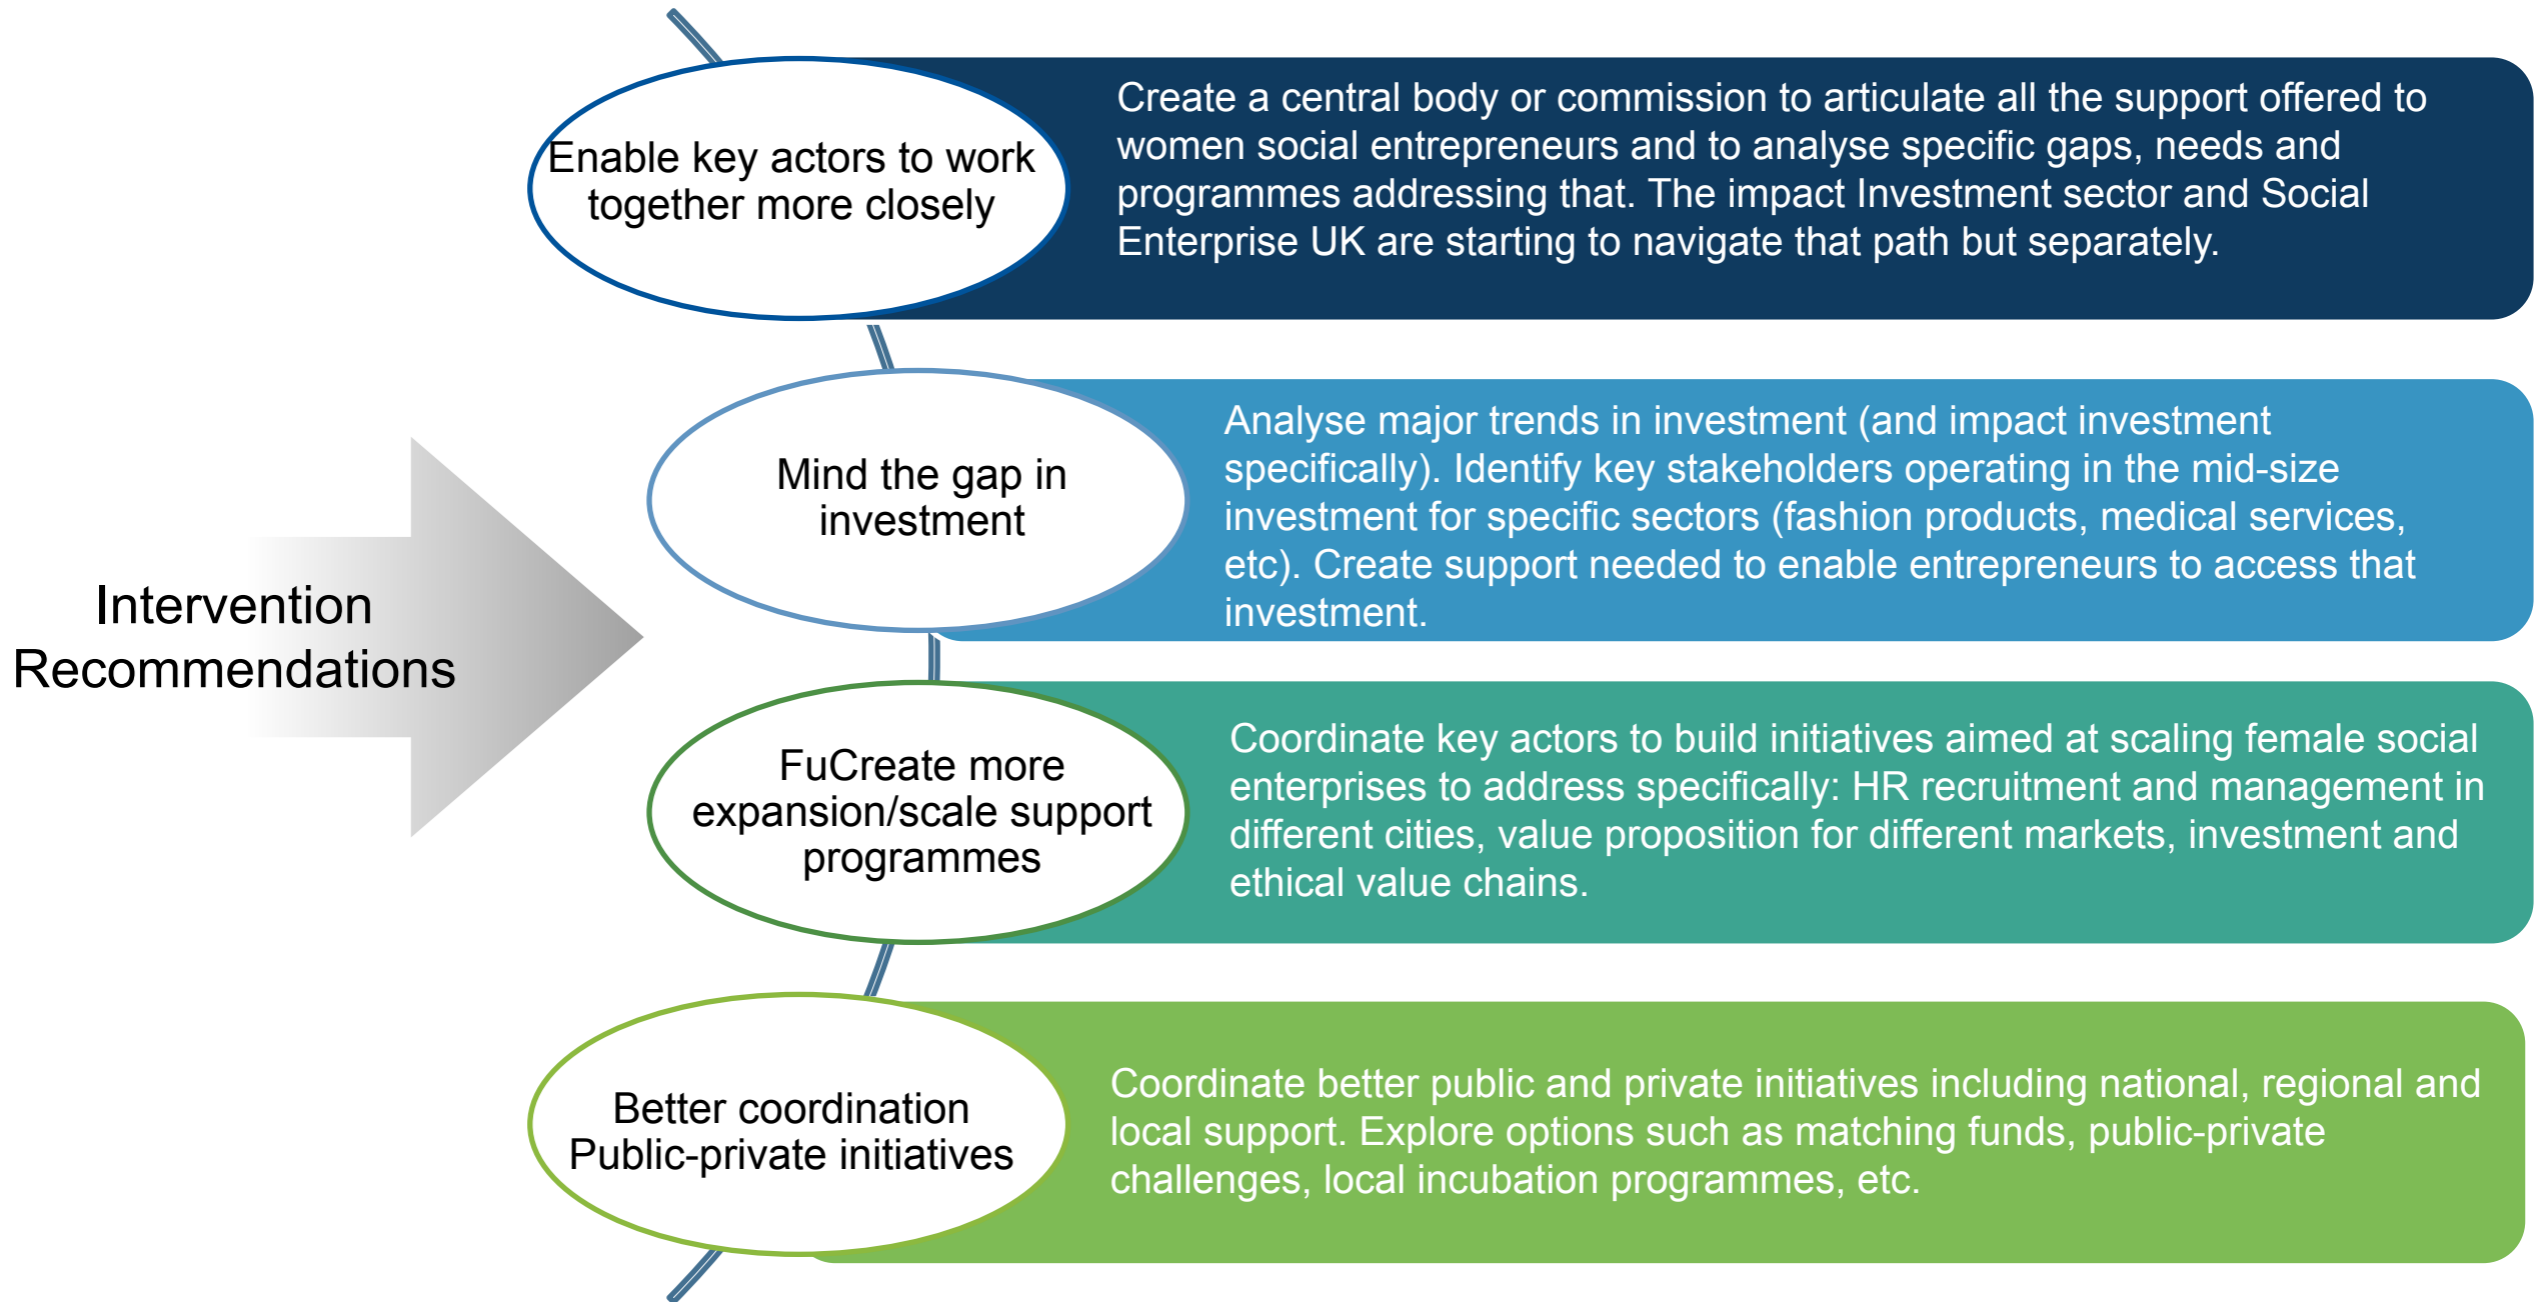 Intervention
Recommendations
Enable key actors to work
together more closely
Create a central body or commission to articulate all the support offered to
women social entrepreneurs and to analyse specific gaps, needs and
programmes addressing that. The impact Investment sector and Social
Enterprise UK are starting to navigate that path but separately.
Mind the gap in
investment
Analyse major trends in investment (and impact investment
specifically). Identify key stakeholders operating in the mid-size
investment for specific sectors (fashion products, medical services,
etc). Create support needed to enable entrepreneurs to access that
investment.
FuCreate more
expansion/scale support
programmes
Coordinate key actors to build initiatives aimed at scaling female social
enterprises to address specifically: HR recruitment and management in
different cities, value proposition for different markets, investment and
ethical value chains.
Better coordination
Public-private initiatives
Coordinate better public and private initiatives including national, regional and
local support. Explore options such as matching funds, public-private
challenges, local incubation programmes, etc.